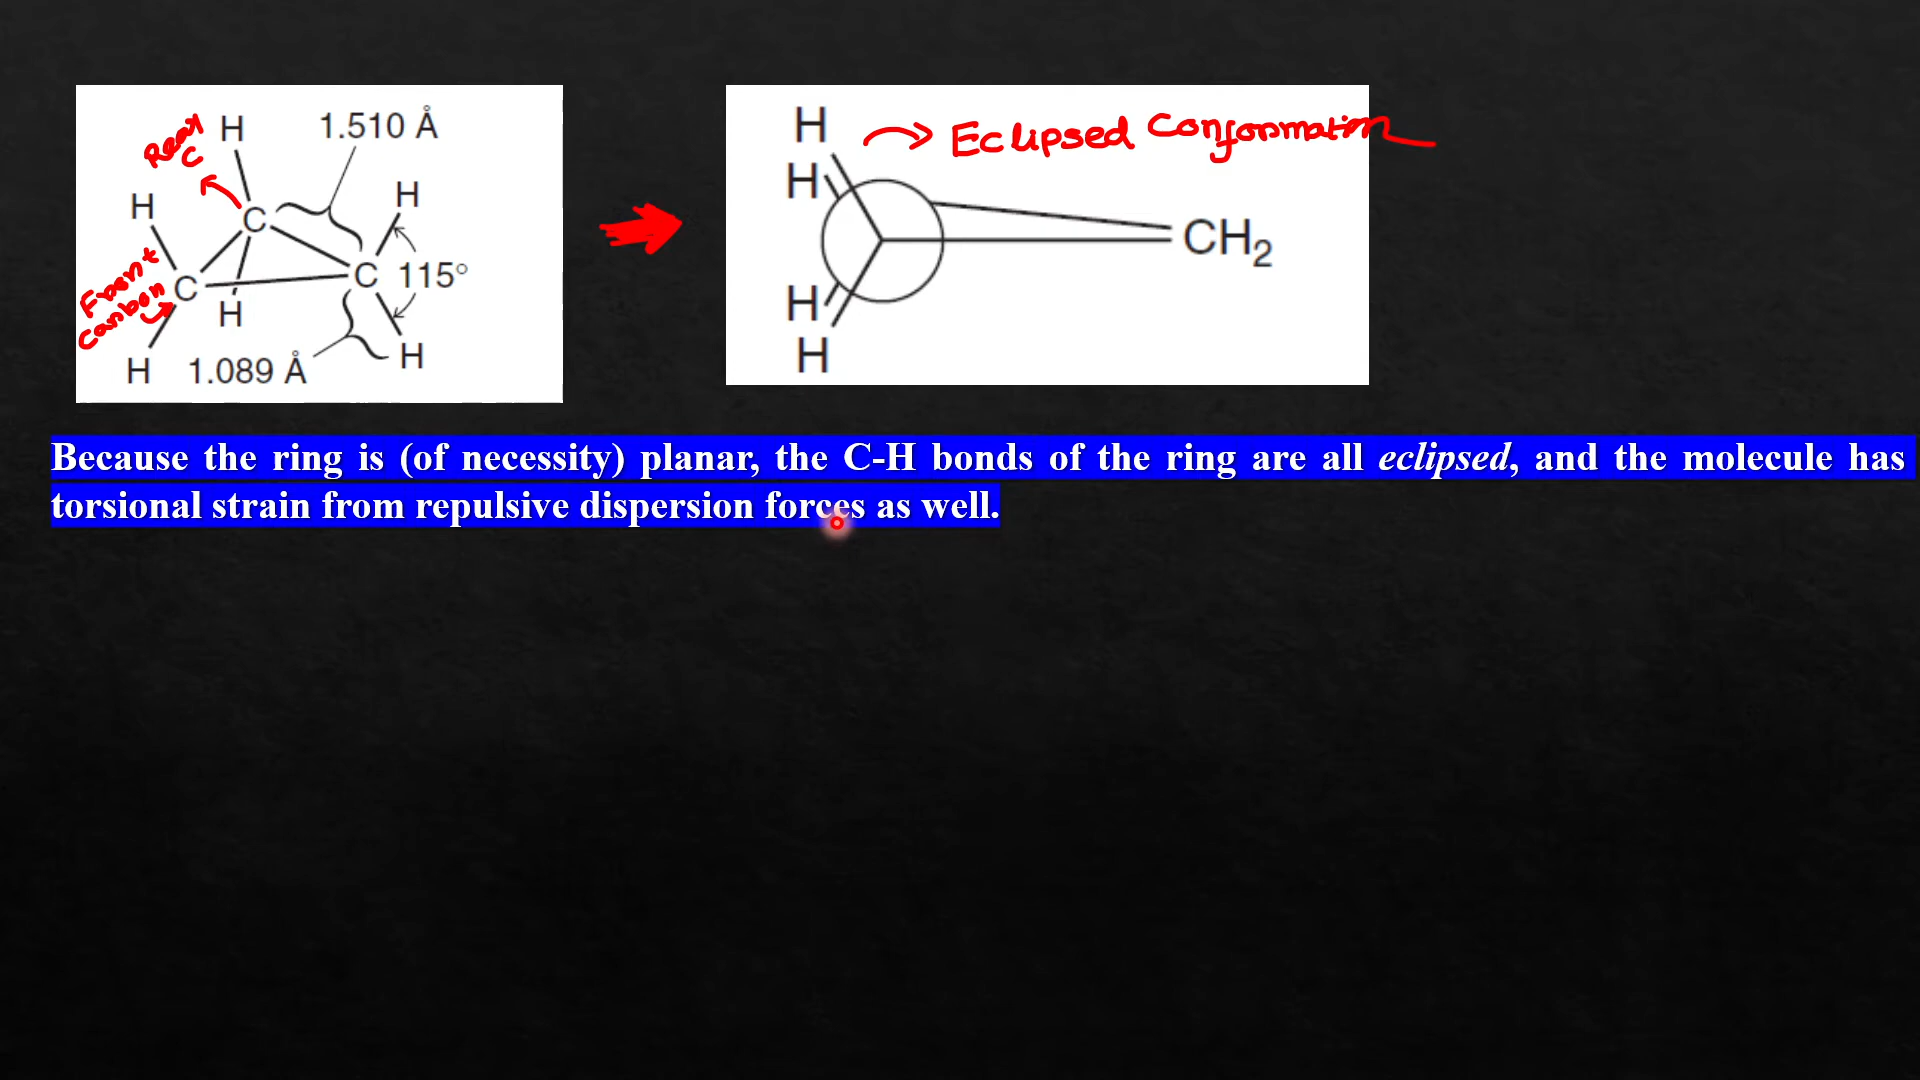 Rear
C
H
1.510 Å
H
H
C
Front
Carbon
C
C
115°
H
H
H
1.089 Å
H
Eclipsed Conformation
H
CH2
H
H
Because the ring is (of necessity) planar, the C-H bonds of the ring are all eclipsed, and the molecule has
torsional strain from repulsive dispersion forces as well.